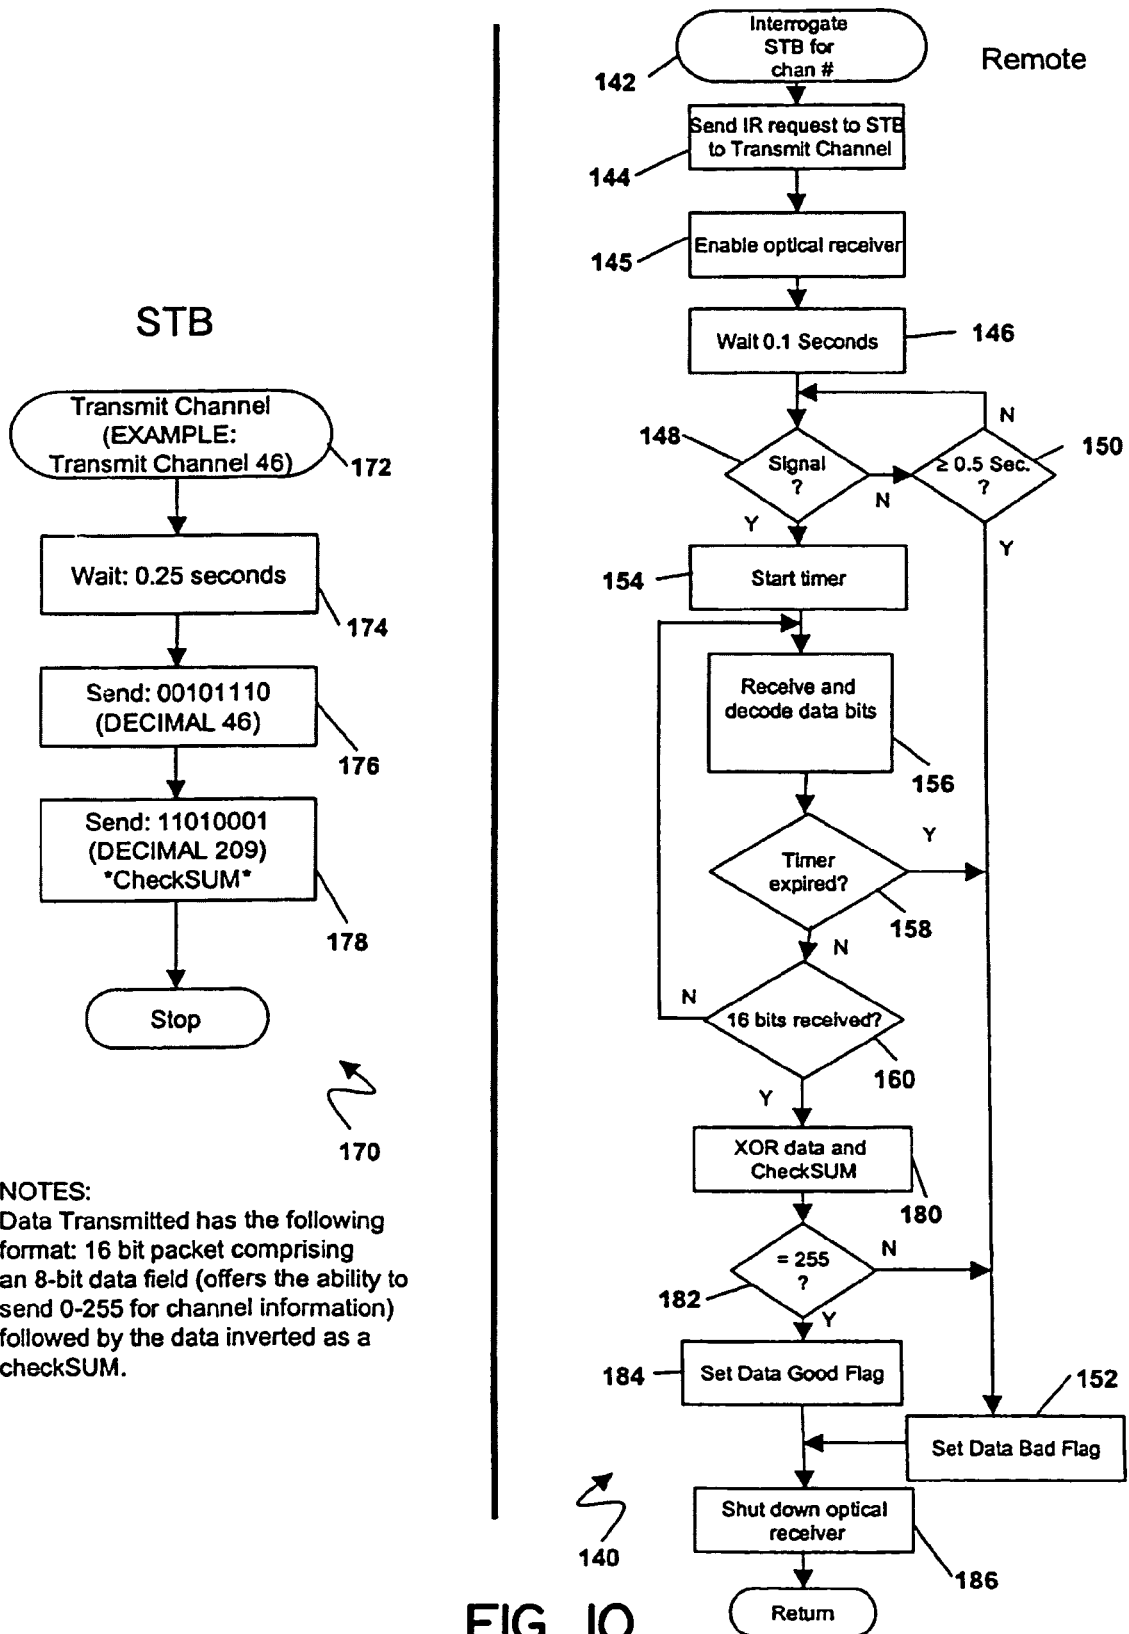 STB
Transmit Channel
(EXAMPLE:
Transmit Channel 46)
172
Wait: 0.25 seconds
174
Send: 00101110
(DECIMAL 46)
176
Send: 11010001
(DECIMAL 209)
*CheckSUM*
178
Stop
170
NOTES:
Data Transmitted has the following
format: 16 bit packet comprising
an 8-bit data field (offers the ability to
send 0-255 for channel information)
followed by the data inverted as a
checkSUM.
Remote
Interrogate
STB for
chan #
142
Send IR request to STB
to Transmit Channel
144
Enable optical receiver
145
Wait 0.1 Seconds
146
Signal
?
148
N
Y
≥ 0.5 Sec.
?
150
N
Y
Start timer
154
Receive and
decode data bits
156
Timer
expired?
158
Y
N
16 bits received?
160
N
Y
XOR data and
CheckSUM
180
= 255
?
182
N
Y
Set Data Good Flag
184
152
Set Data Bad Flag
Shut down optical
receiver
186
140
Return
FIG. 10